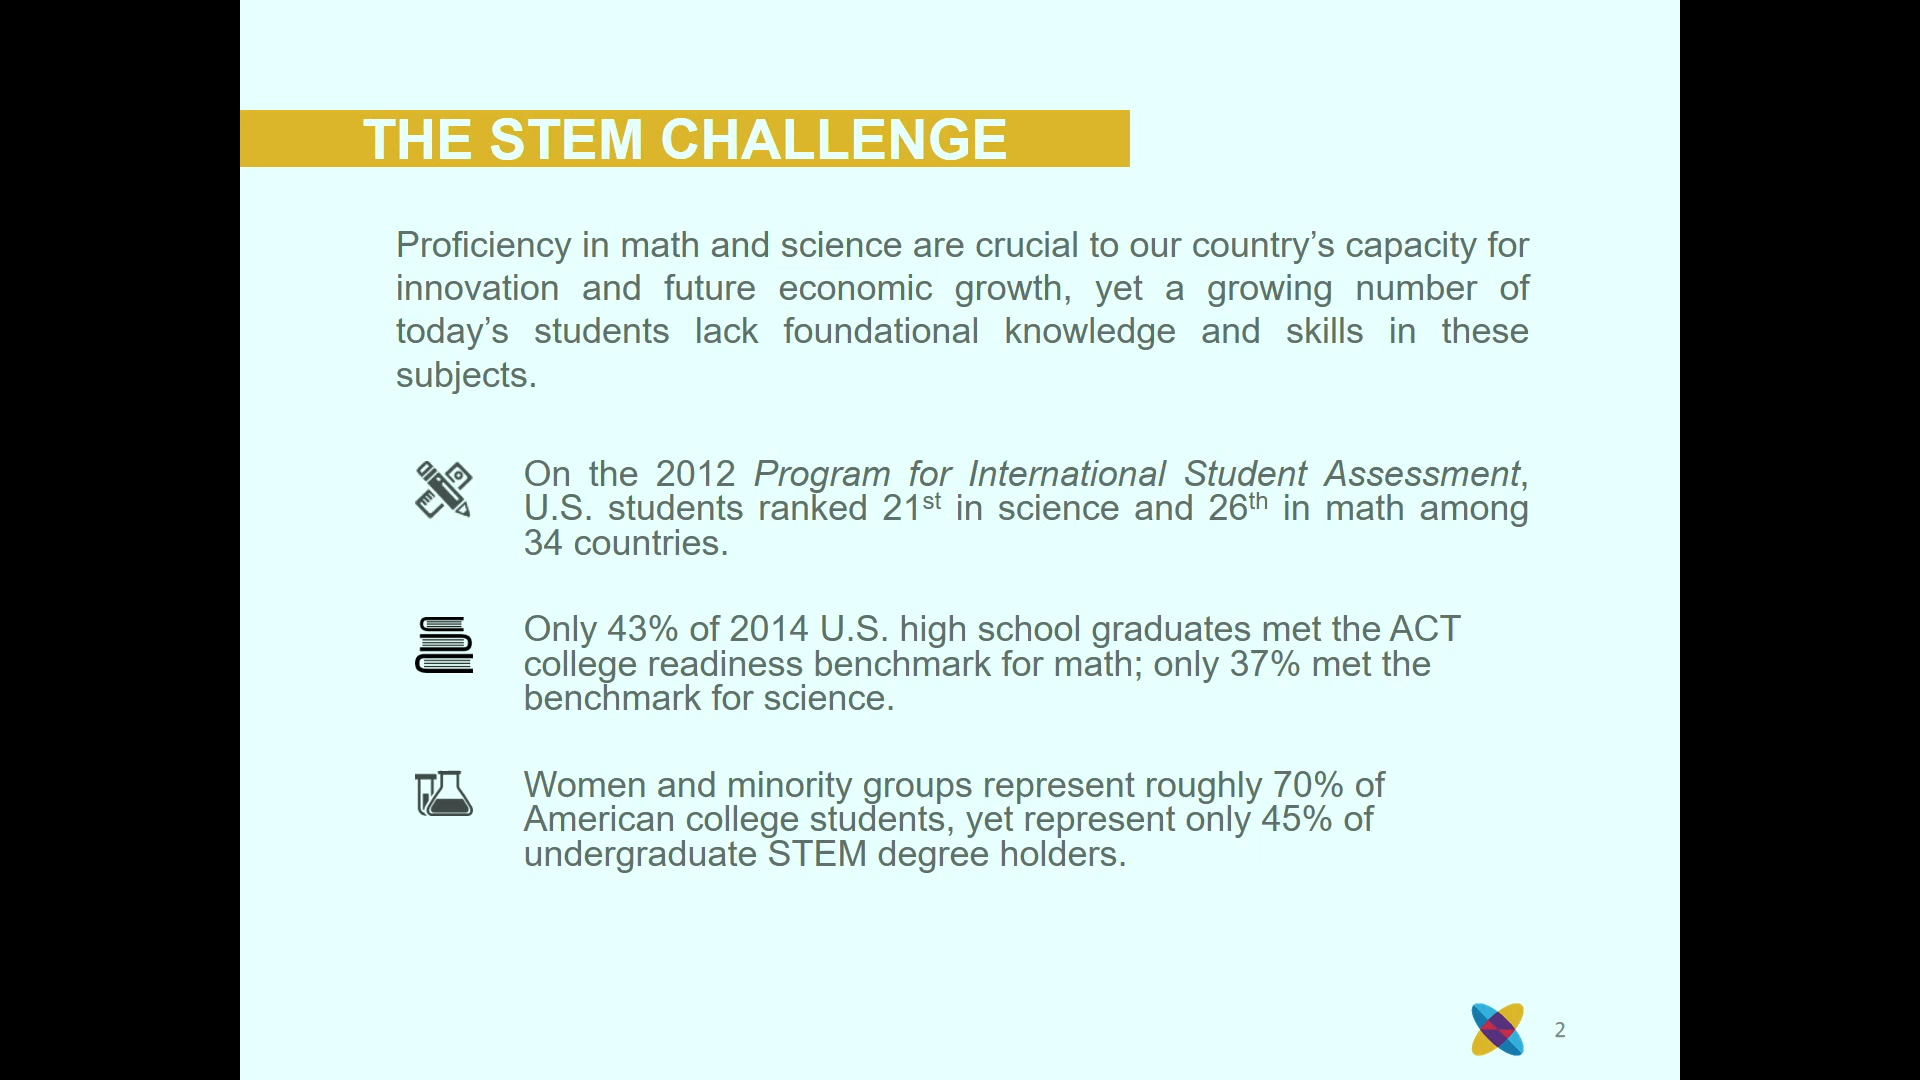 THE STEM CHALLENGE
Proficiency in math and science are crucial to our country’s capacity for
innovation and future economic growth, yet a growing number of
today’s students lack foundational knowledge and skills in these
subjects.
On the 2012 Program for International Student Assessment,
U.S. students ranked 21st in science and 26th in math among
34 countries.
Only 43% of 2014 U.S. high school graduates met the ACT
college readiness benchmark for math; only 37% met the
benchmark for science.
Women and minority groups represent roughly 70% of
American college students, yet represent only 45% of
undergraduate STEM degree holders.
2